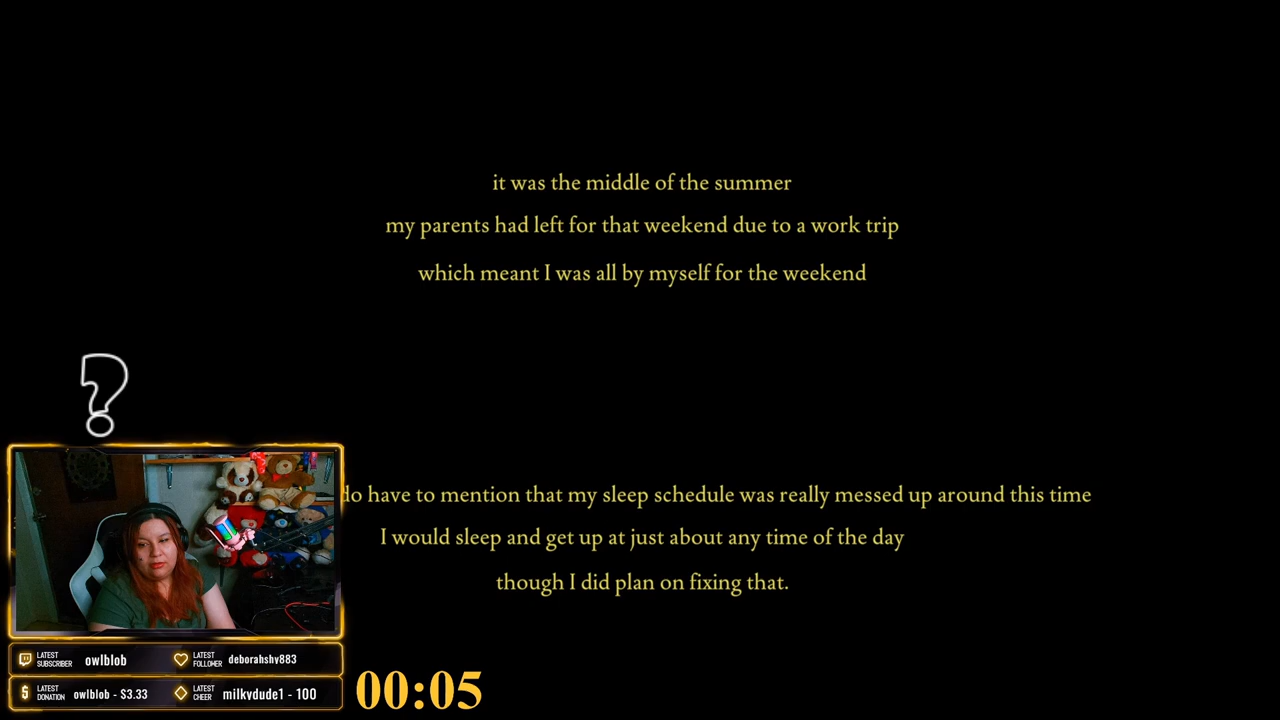 it was the middle of the summer
my parents had left for that weekend due to a work trip
which meant I was all by myself for the weekend
?
do have to mention that my sleep schedule was really messed up around this time
I would sleep and get up at just about any time of the day
though I did plan on fixing that.
LATEST SUBSCRIBER owlblob
LATEST FOLLOWER deborahshy883
$ LATEST DONATION owlblob - $3.33
LATEST CHEER milkydude1 - 100
00:05